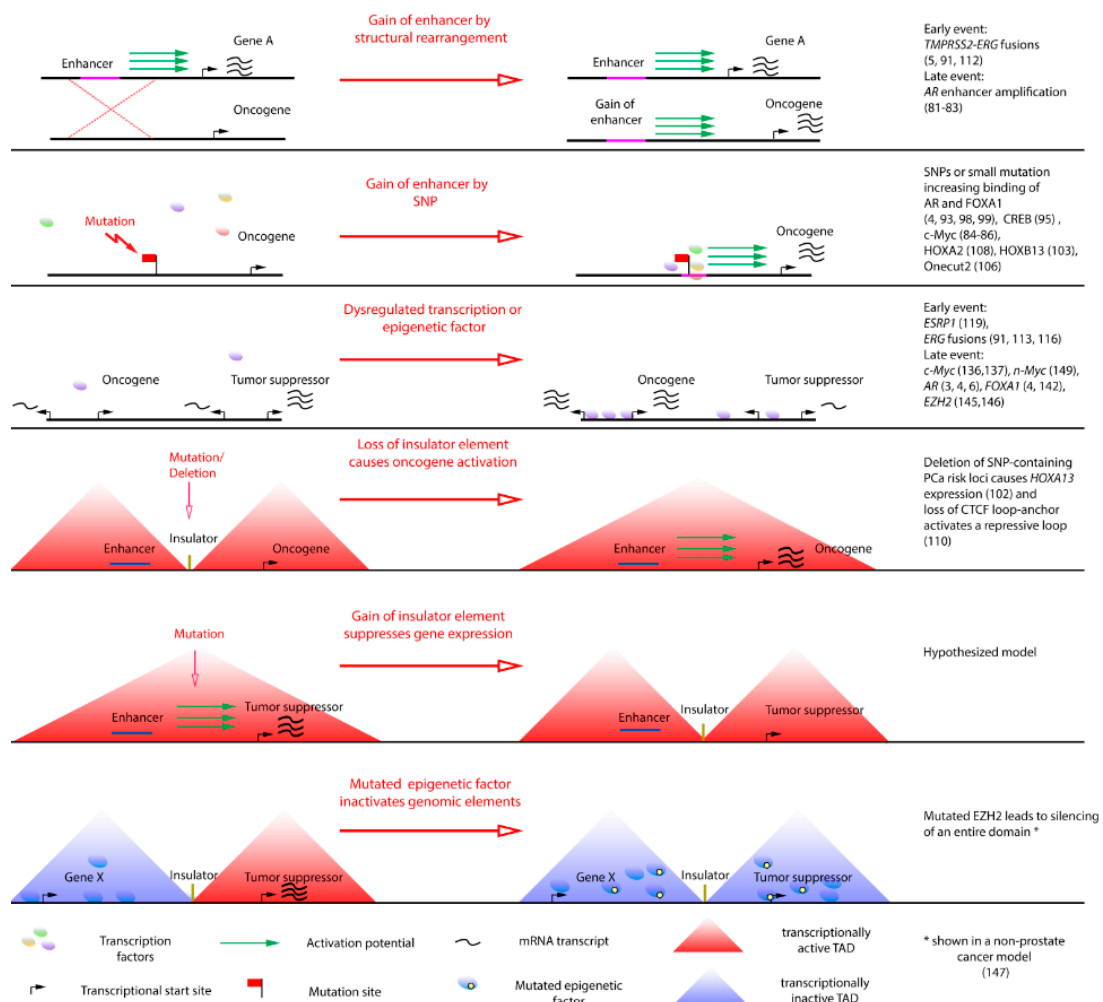 Gain of enhancer by
structural rearrangement
Gene A
Enhancer
Oncogene
Gene A
Enhancer
Oncogene
Gain of
enhancer
Early event:
TMPRSS2-ERG fusions
(5, 91, 112)
Late event:
AR enhancer amplification
(81-83)
Gain of enhancer by
SNP
Mutation
Oncogene
Oncogene
SNPs or small mutation
increasing binding of
AR and FOXA1
(4, 93, 98, 99), CREB (95) ,
c-Myc (84-86),
HOXA2 (108), HOXB13 (103),
Onecut2 (106)
Dysregulated transcription or
epigenetic factor
Oncogene
Tumor suppressor
Oncogene
Tumor suppressor
Early event:
ESRP1 (119),
ERG fusions (91, 113, 116)
Late event:
c-Myc (136,137), n-Myc (149),
AR (3, 4, 6), FOXA1 (4, 142),
EZH2 (145,146)
Loss of insulator element
causes oncogene activation
Mutation/
Deletion
Insulator
Enhancer
Oncogene
Enhancer
Oncogene
Deletion of SNP-containing
PCa risk loci causes HOXA13
expression (102) and
loss of CTCF loop-anchor
activates a repressive loop
(110)
Gain of insulator element
suppresses gene expression
Mutation
Enhancer
Tumor suppressor
Insulator
Enhancer
Tumor suppressor
Hypothesized model
Mutated epigenetic factor
inactivates genomic elements
Gene X
Insulator
Tumor suppressor
Gene X
Insulator
Tumor suppressor
Mutated EZH2 leads to silencing
of an entire domain *
Transcription
factors
Activation potential
mRNA transcript
transcriptionally
active TAD
* shown in a non-prostate
cancer model
(147)
Transcriptional start site
Mutation site
Mutated epigenetic
factor
transcriptionally
inactive TAD